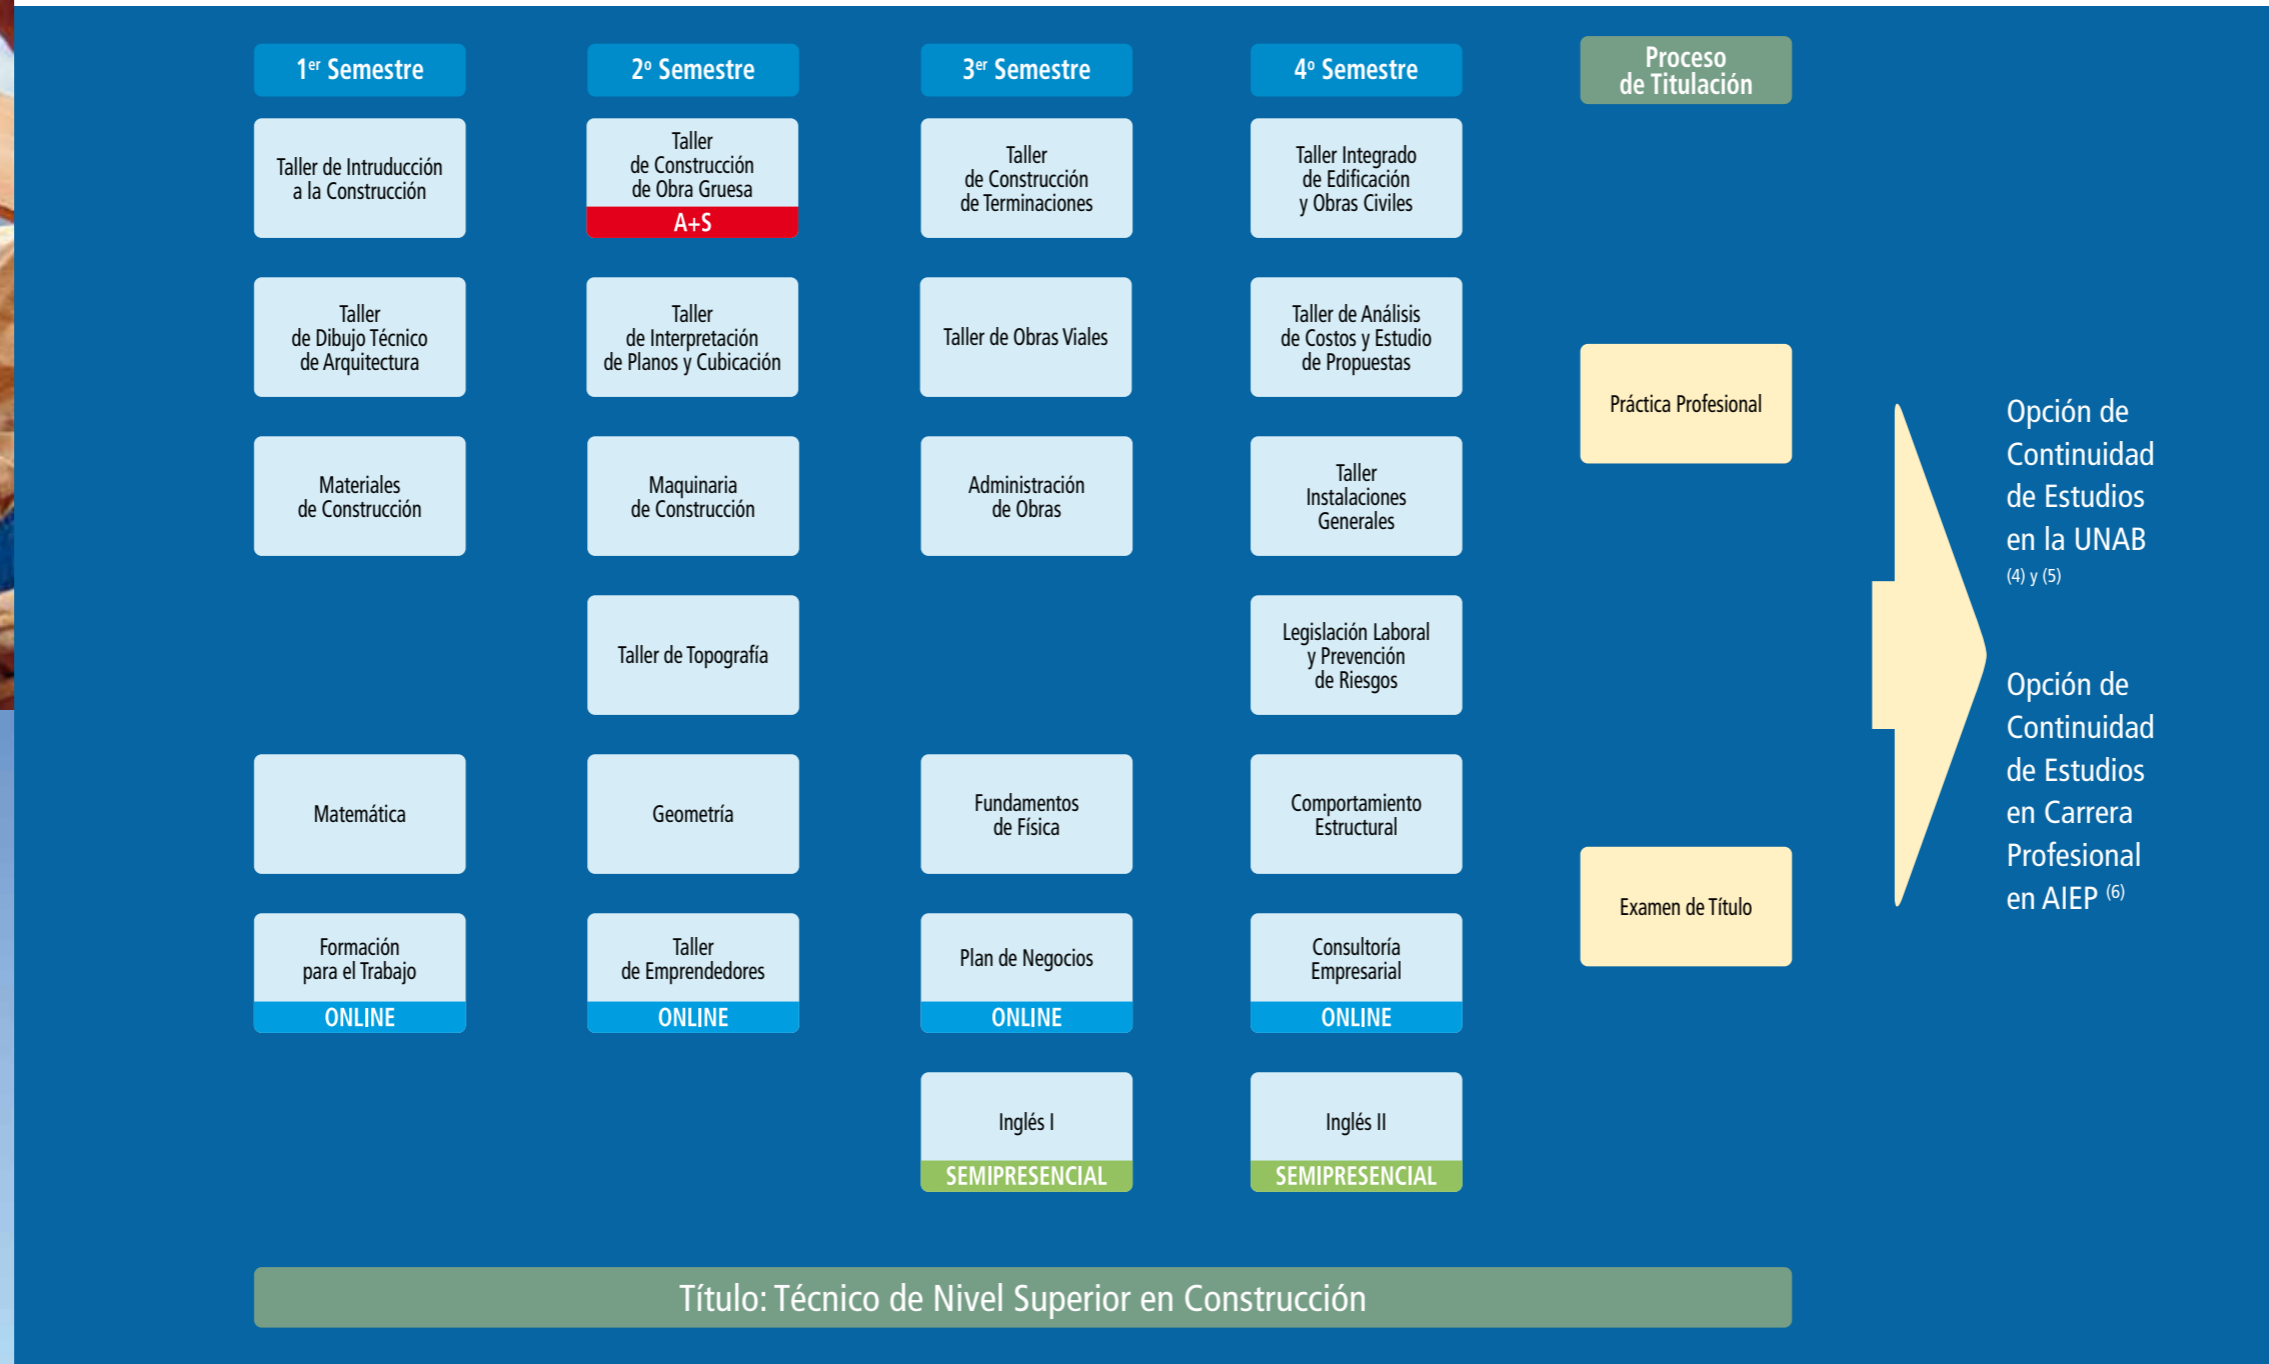 1er Semestre
2º Semestre
3er Semestre
4º Semestre
Proceso
de Titulación
Taller de Intruducción
a la Construcción
Taller
de Construcción
de Obra Gruesa
A+S
Taller
de Construcción
de Terminaciones
Taller Integrado
de Edificación
y Obras Civiles
Taller
de Dibujo Técnico
de Arquitectura
Taller
de Interpretación
de Planos y Cubicación
Taller de Obras Viales
Taller de Análisis
de Costos y Estudio
de Propuestas
Práctica Profesional
Materiales
de Construcción
Maquinaria
de Construcción
Administración
de Obras
Taller
Instalaciones
Generales
Taller de Topografía
Legislación Laboral
y Prevención
de Riesgos
Matemática
Geometría
Fundamentos
de Física
Comportamiento
Estructural
Examen de Título
Formación
para el Trabajo
ONLINE
Taller
de Emprendedores
ONLINE
Plan de Negocios
ONLINE
Consultoría
Empresarial
ONLINE
Inglés I
SEMIPRESENCIAL
Inglés II
SEMIPRESENCIAL
Opción de
Continuidad
de Estudios
en la UNAB
(4) y (5)
Opción de
Continuidad
de Estudios
en Carrera
Profesional
en AIEP (6)
Título: Técnico de Nivel Superior en Construcción